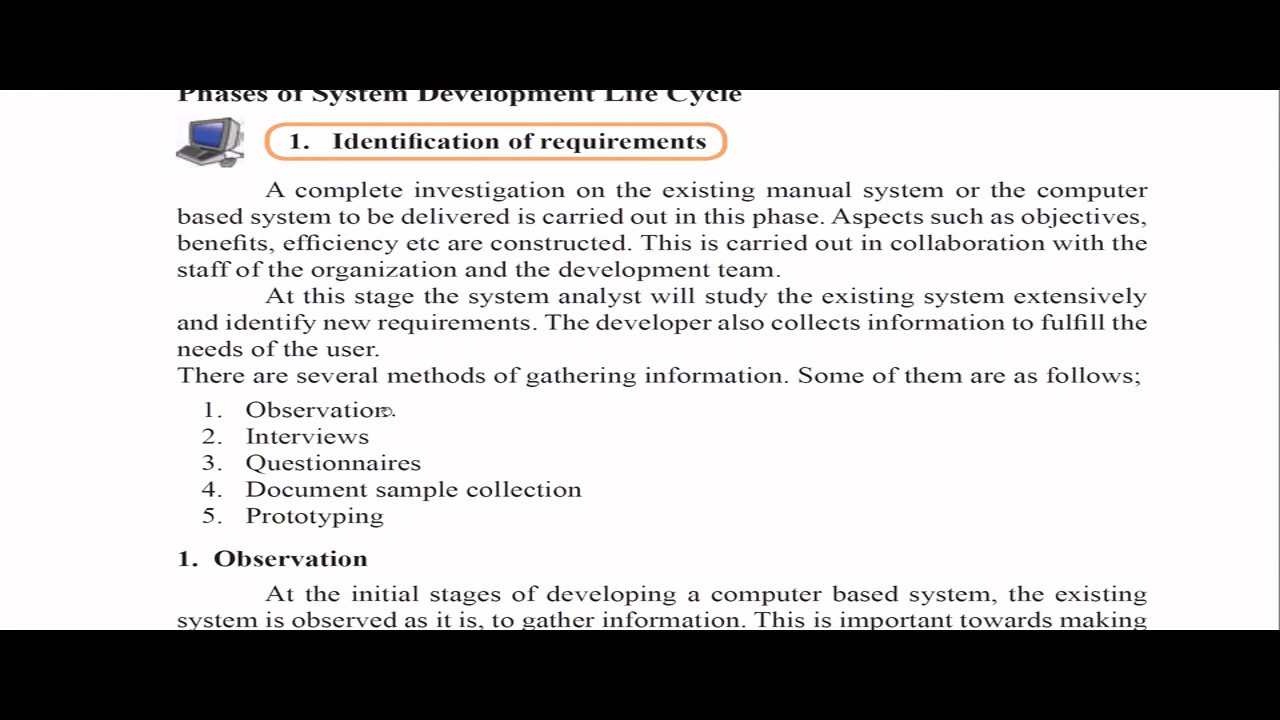 Phases of System Development Life Cycle
1. Identification of requirements
A complete investigation on the existing manual system or the computer
based system to be delivered is carried out in this phase. Aspects such as objectives,
benefits, efficiency etc are constructed. This is carried out in collaboration with the
staff of the organization and the development team.
At this stage the system analyst will study the existing system extensively
and identify new requirements. The developer also collects information to fulfill the
needs of the user.
There are several methods of gathering information. Some of them are as follows;
1. Observation
2. Interviews
3. Questionnaires
4. Document sample collection
5. Prototyping
1. Observation
At the initial stages of developing a computer based system, the existing
system is observed as it is, to gather information. This is important towards making